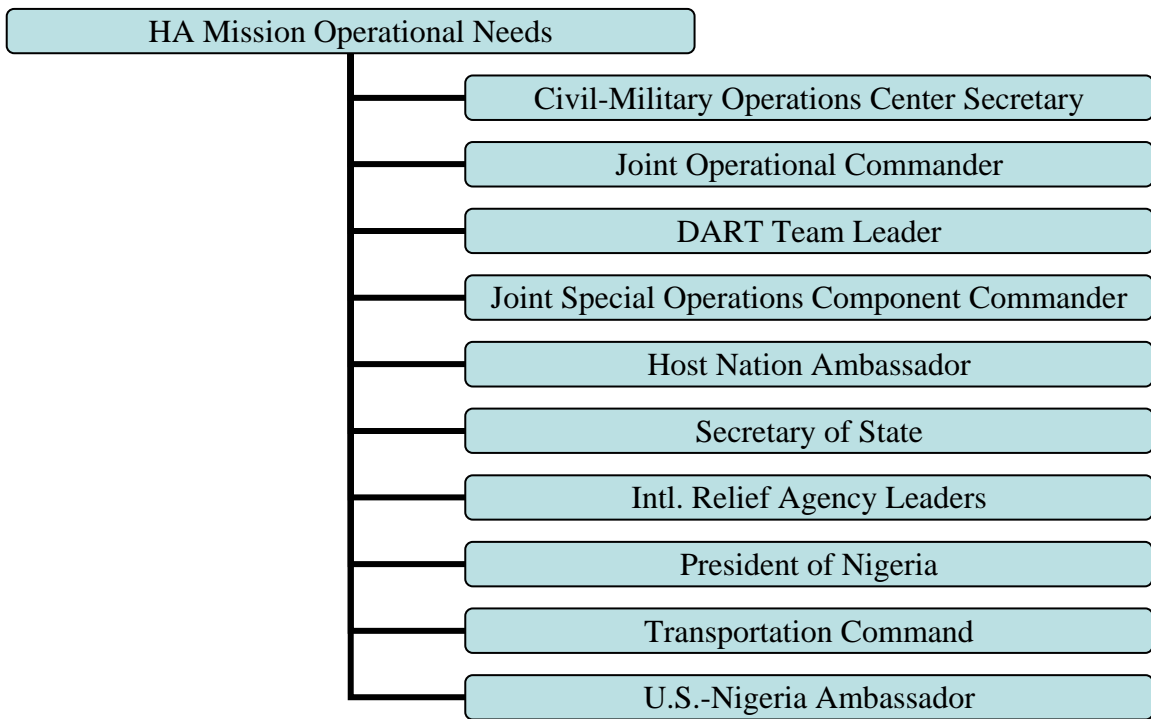 HA Mission Operational Needs
Civil-Military Operations Center Secretary
Joint Operational Commander
DART Team Leader
Joint Special Operations Component Commander
Host Nation Ambassador
Secretary of State
Intl. Relief Agency Leaders
President of Nigeria
Transportation Command
U.S.-Nigeria Ambassador